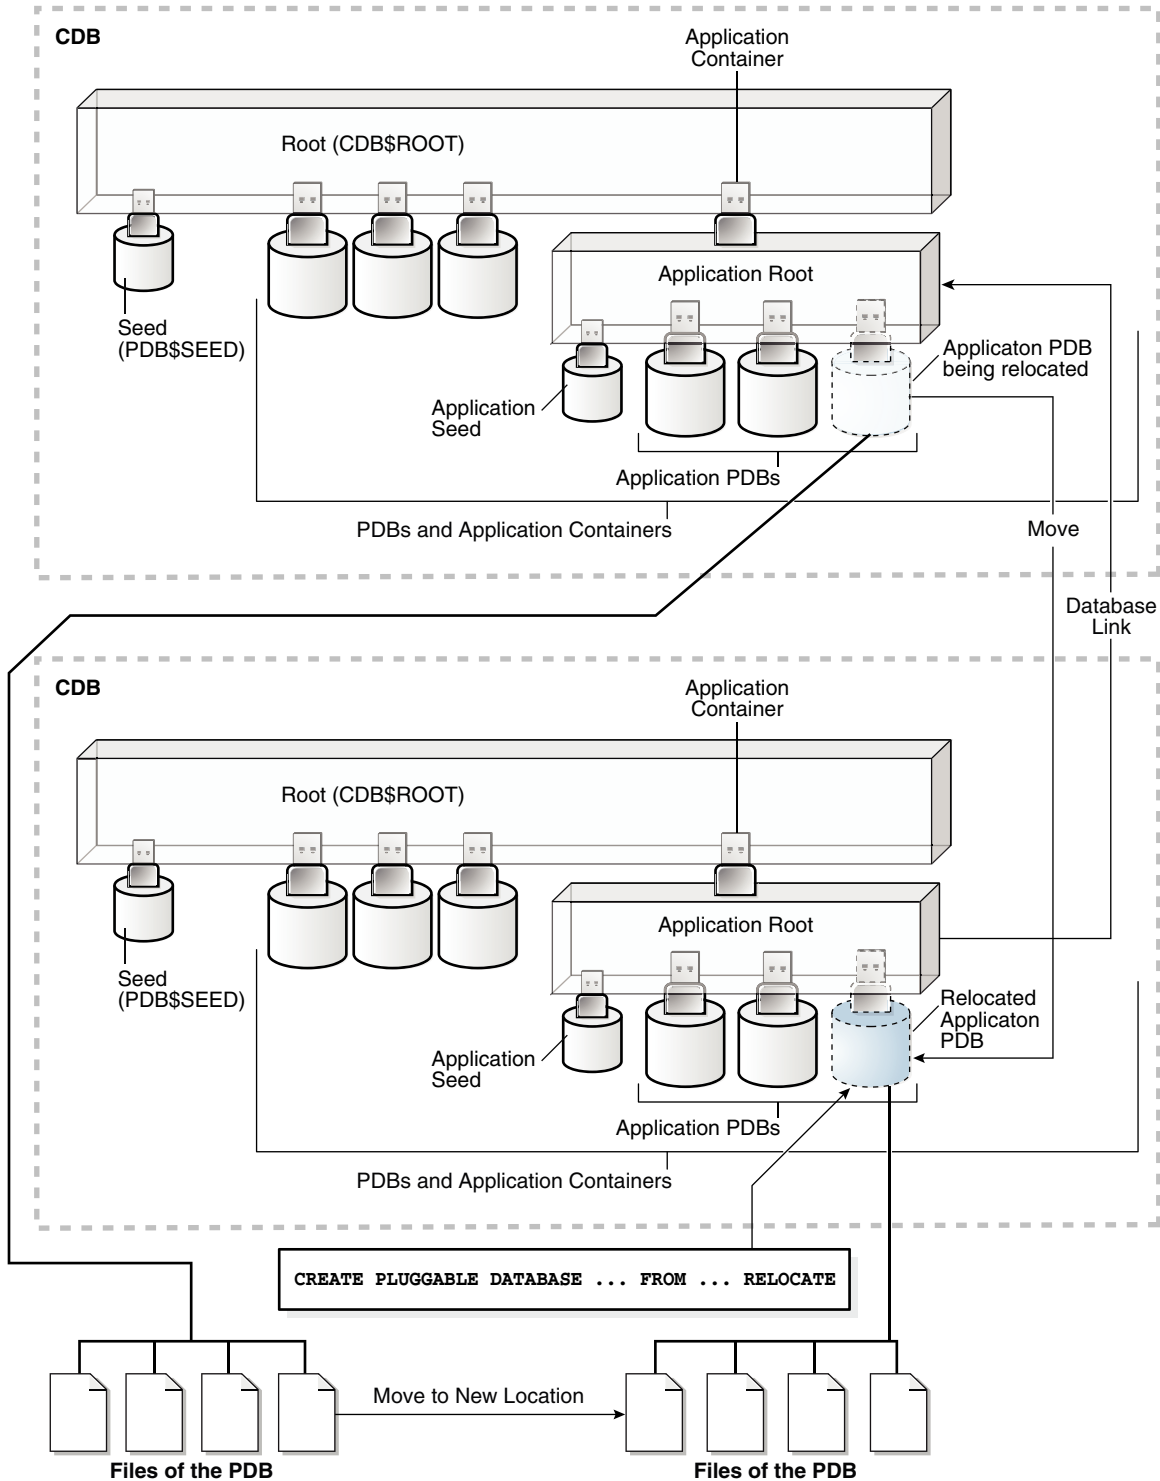 CDB
Application
Container
Root (CDB$ROOT)
Application Root
Seed
(PDB$SEED)
Applicaton PDB
being relocated
Application
Seed
Application PDBs
PDBs and Application Containers
Move
Database
Link
CDB
Application
Container
Root (CDB$ROOT)
Application Root
Seed
(PDB$SEED)
Relocated
Applicaton
PDB
Application
Seed
Application PDBs
PDBs and Application Containers
CREATE PLUGGABLE DATABASE ... FROM ... RELOCATE
Move to New Location
Files of the PDB
Files of the PDB